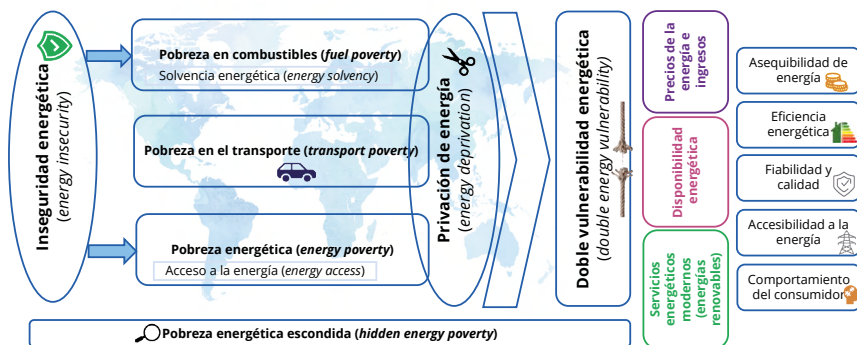 Inseguridad energética
(energy insecurity)
Pobreza en combustibles (fuel poverty)
Solvencia energética (energy solvency)
Pobreza en el transporte (transport poverty)
Pobreza energética (energy poverty)
Acceso a la energía (energy access)
Privación de energía
(energy deprivation)
Doble vulnerabilidad energética
(double energy vulnerability)
Precios de la
energía e
ingresos
Disponibilidad
energética
Servicios
energéticos
modernos
(energías
renovables)
Asequibilidad de
energía
Eficiencia
energética
Fiabilidad y
calidad
Accesibilidad a la
energía
Comportamiento
del consumidor
Pobreza energética escondida (hidden energy poverty)